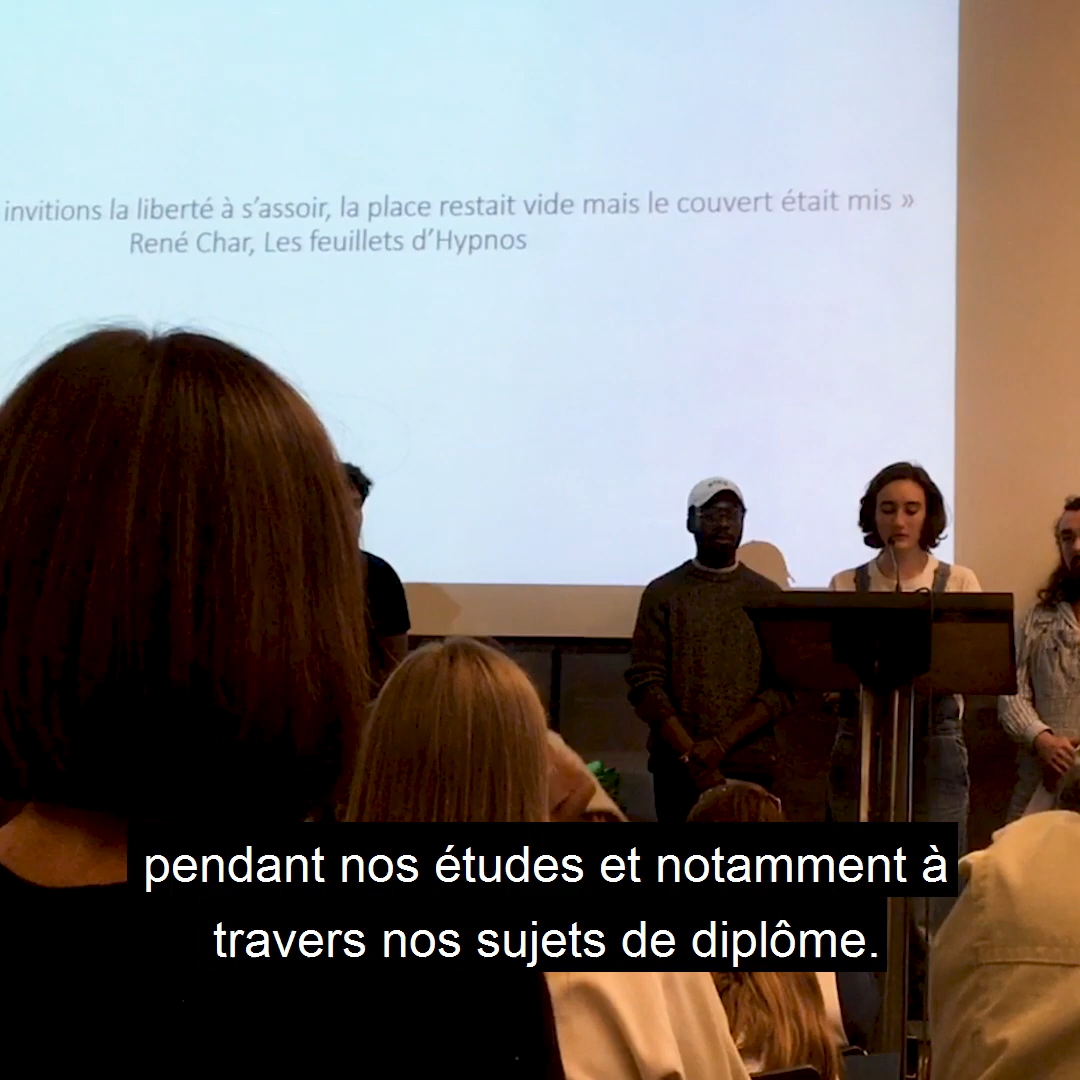 invitions la liberté à s'assoir, la place restait vide mais le couvert était mis »
René Char, Les feuillets d'Hypnos
pendant nos études et notamment à
travers nos sujets de diplôme.